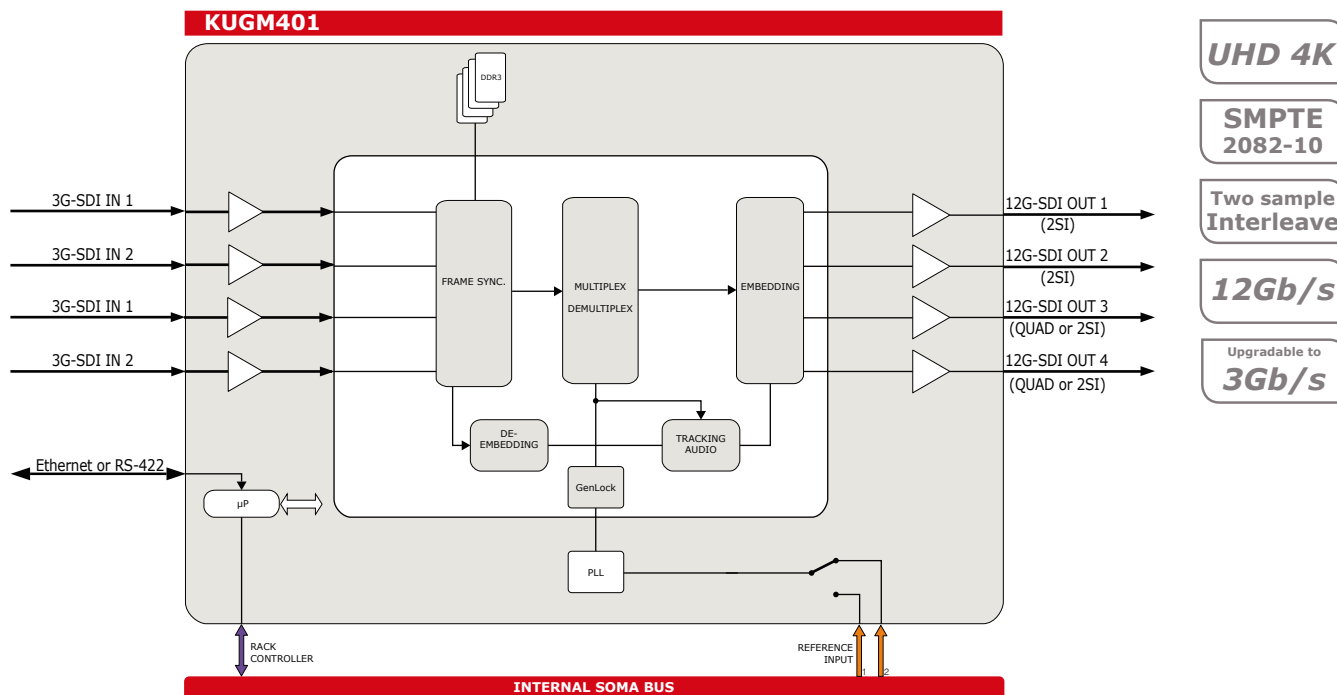 KUGM401
DDR3
3G-SDI IN 1
3G-SDI IN 2
3G-SDI IN 1
3G-SDI IN 2
FRAME SYNC.
MULTIPLEX
DEMULTIPLEX
EMBEDDING
12G-SDI OUT 1
(2SI)
12G-SDI OUT 2
(2SI)
12G-SDI OUT 3
(QUAD or 2SI)
12G-SDI OUT 4
(QUAD or 2SI)
DE-
EMBEDDING
TRACKING
AUDIO
Ethernet or RS-422
µP
GenLock
PLL
RACK
CONTROLLER
REFERENCE
INPUT
1
2
INTERNAL SOMA BUS
UHD 4K
SMPTE
2082-10
Two sample
Interleave
12Gb/s
Upgradable to
3Gb/s